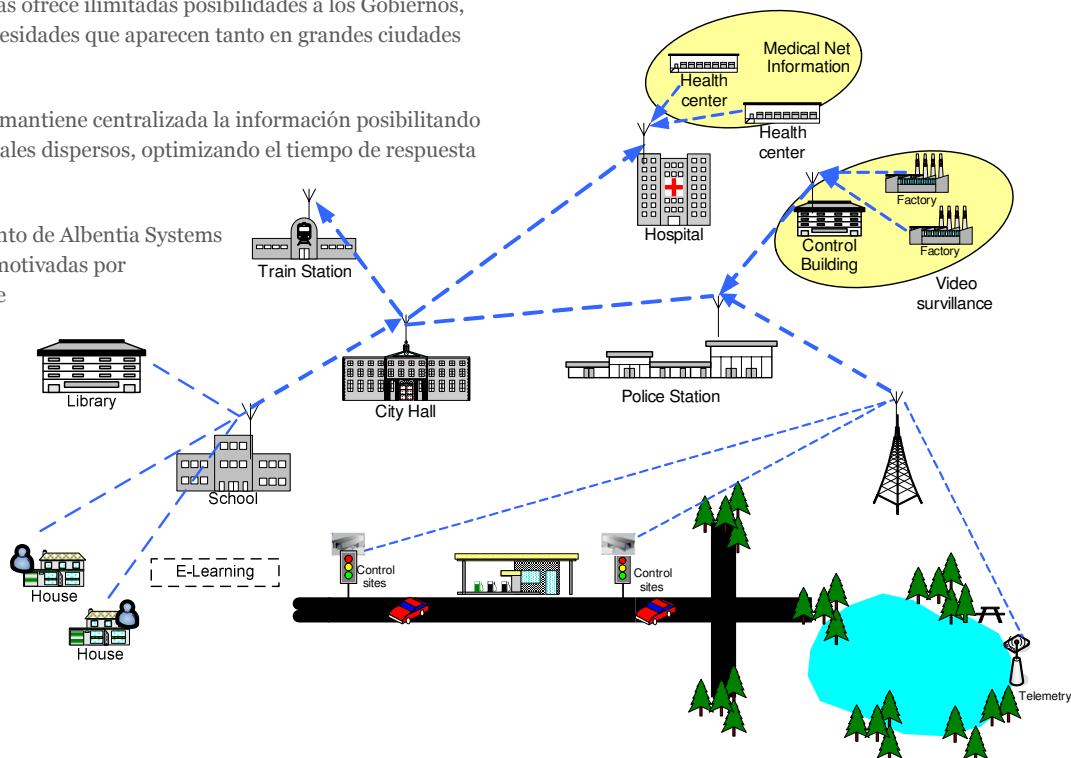 as ofrece ilimitadas posibilidades a los Gobiernos,
esidades que aparecen tanto en grandes ciudades
mantiene centralizada la información posibilitando
ales dispersos, optimizando el tiempo de respuesta
nto de Albentia Systems
motivadas por
e
Medical Net
Information
Health
center
Health
center
Hospital
Factory
Factory
Control
Building
Video
survillance
Train Station
Library
City Hall
Police Station
School
House
House
E-Learning
Control
sites
Control
sites
Telemetry